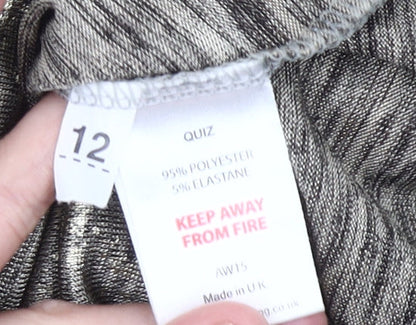 12
QUIZ
95% POLYESTER
5% ELASTANE
KEEP AWAY
FROM FIRE
AW15
Made in U.K